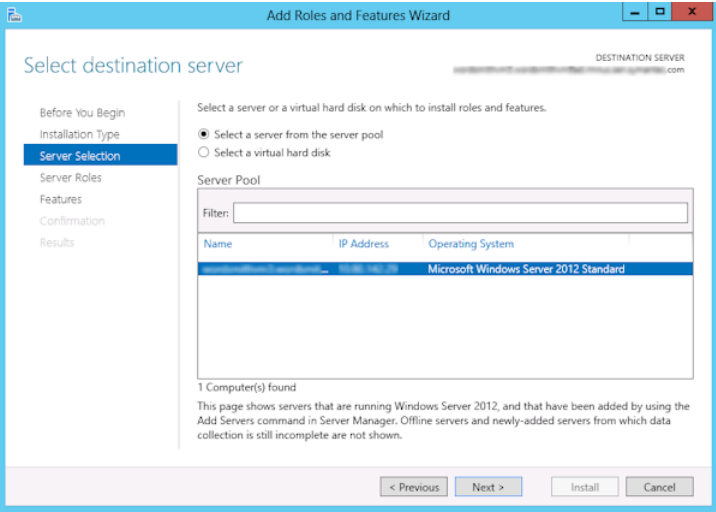 Add Roles and Features Wizard
Select destination server
DESTINATION SERVER
.com
Before You Begin
Installation Type
Server Selection
Server Roles
Features
Confirmation
Results
Select a server or a virtual hard disk on which to install roles and features.
Select a server from the server pool
Select a virtual hard disk
Server Pool
Filter:
Name IP Address Operating System
Microsoft Windows Server 2012 Standard
1 Computer(s) found
This page shows servers that are running Windows Server 2012, and that have been added by using the
Add Servers command in Server Manager. Offline servers and newly-added servers from which data
collection is still incomplete are not shown.
< Previous Next > Install Cancel